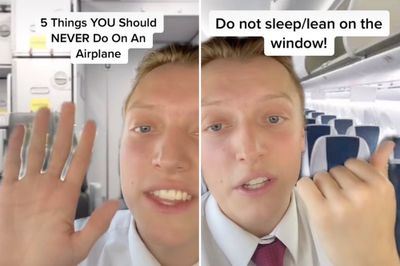 5 Things YOU Should
NEVER Do On An
Airplane
Do not sleep/lean on the
window!